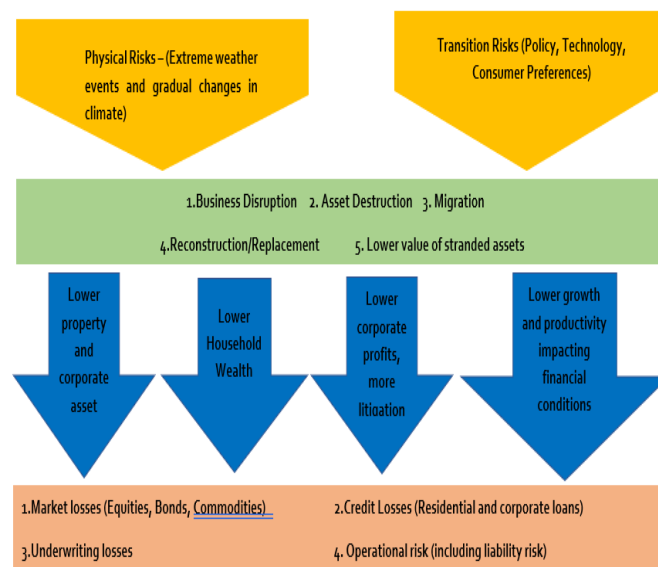 Physical Risks – (Extreme weather
events and gradual changes in
climate)
Transition Risks (Policy, Technology,
Consumer Preferences)
1.Business Disruption 2. Asset Destruction 3. Migration
4.Reconstruction/Replacement 5. Lower value of stranded assets
Lower
property
and
corporate
asset
Lower
Household
Wealth
Lower
corporate
profits,
more
litigation
Lower growth
and productivity
impacting
financial
conditions
1.Market losses (Equities, Bonds, Commodities)
2.Credit Losses (Residential and corporate loans)
3.Underwriting losses
4. Operational risk (including liability risk)